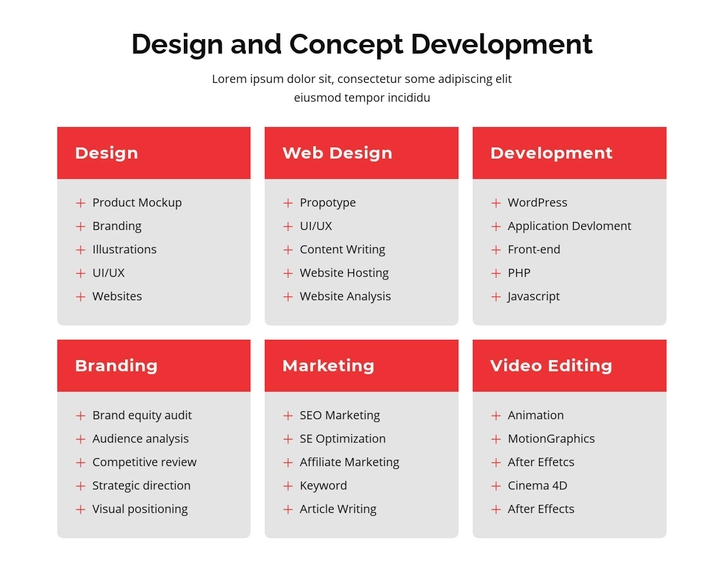 Design and Concept Development
Lorem ipsum dolor sit, consectetur some adipiscing elit
eiusmod tempor incididu
Design
Product Mockup
Branding
Illustrations
UI/UX
Websites
Web Design
Propotype
UI/UX
Content Writing
Website Hosting
Website Analysis
Development
WordPress
Application Devloment
Front-end
PHP
Javascript
Branding
Brand equity audit
Audience analysis
Competitive review
Strategic direction
Visual positioning
Marketing
SEO Marketing
SE Optimization
Affiliate Marketing
Keyword
Article Writing
Video Editing
Animation
MotionGraphics
After Effetcs
Cinema 4D
After Effects